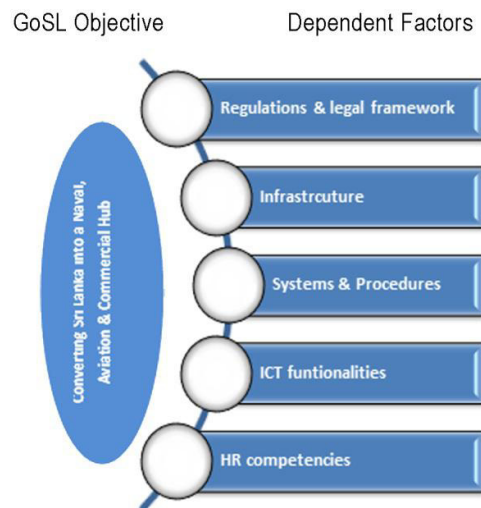 GoSL Objective
Dependent Factors
Converting Sri Lanka into a Naval,
Aviation & Commercial Hub
Regulations & legal framework
Infrastrcuture
Systems & Procedures
ICT funtionalities
HR competencies